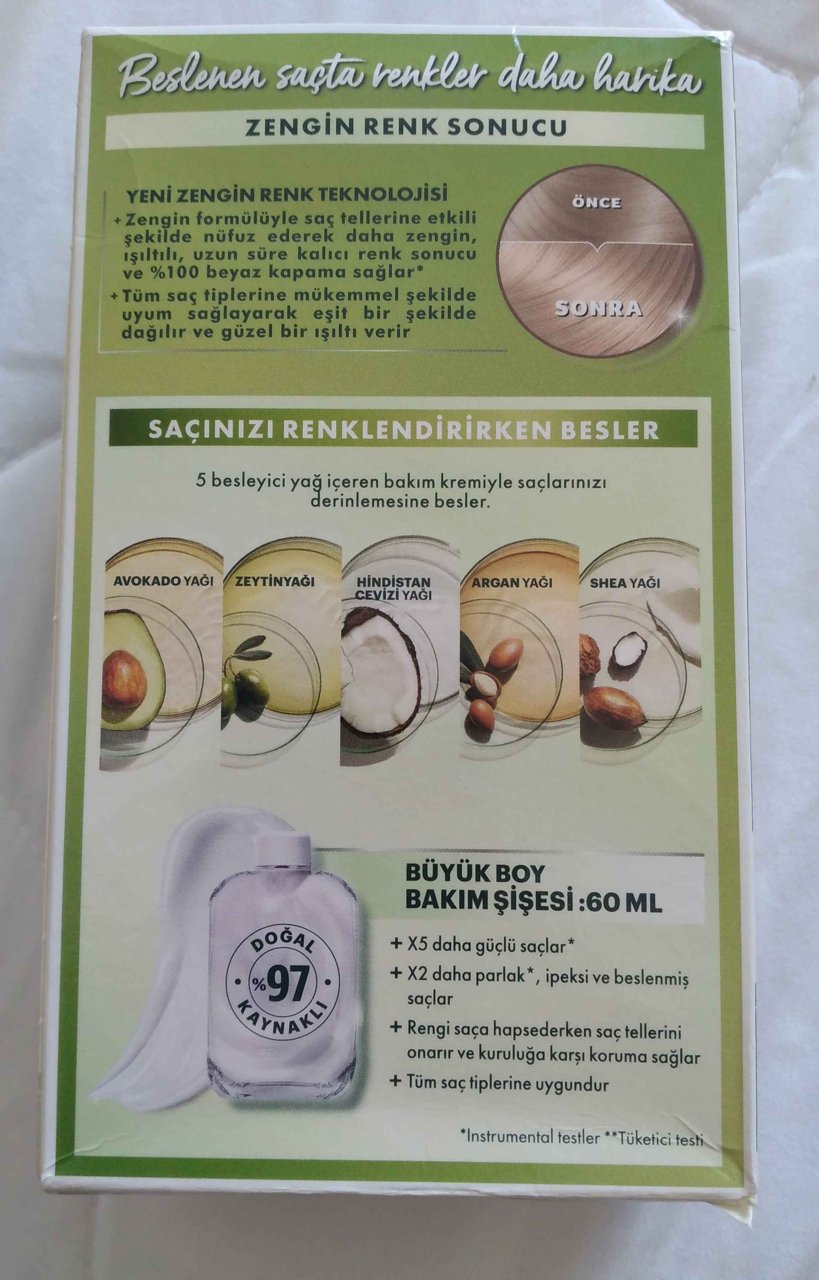 Beslenen saçta renkler daha harika
ZENGİN RENK SONUCU
YENİ ZENGİN RENK TEKNOLOJİSİ
+ Zengin formülüyle saç tellerine etkili
şekilde nüfuz ederek daha zengin,
ışıltılı, uzun süre kalıcı renk sonucu
ve %100 beyaz kapama sağlar*
+ Tüm saç tiplerine mükemmel şekilde
uyum sağlayarak eşit bir şekilde
dağılır ve güzel bir ışıltı verir
ÖNCE
SONRA
SAÇINIZI RENKLENDİRİRKEN BESLER
5 besleyici yağ içeren bakım kremiyle saçlarınızı
derinlemesine besler.
AVOKADO YAĞI
ZEYTİNYAĞI
HİNDİSTAN
CEVİZİ YAĞI
ARGAN YAĞI
SHEA YAĞI
DOĞAL
%97
KAYNAKLI
BÜYÜK BOY
BAKIM ŞİŞESİ :60 ML
+ X5 daha güçlü saçlar*
+ X2 daha parlak*, ipeksi ve beslenmiş
saçlar
+ Rengi saça hapsederken saç tellerini
onarır ve kuruluğa karşı koruma sağlar
+ Tüm saç tiplerine uygundur
*Instrumental testler **Tüketici testi